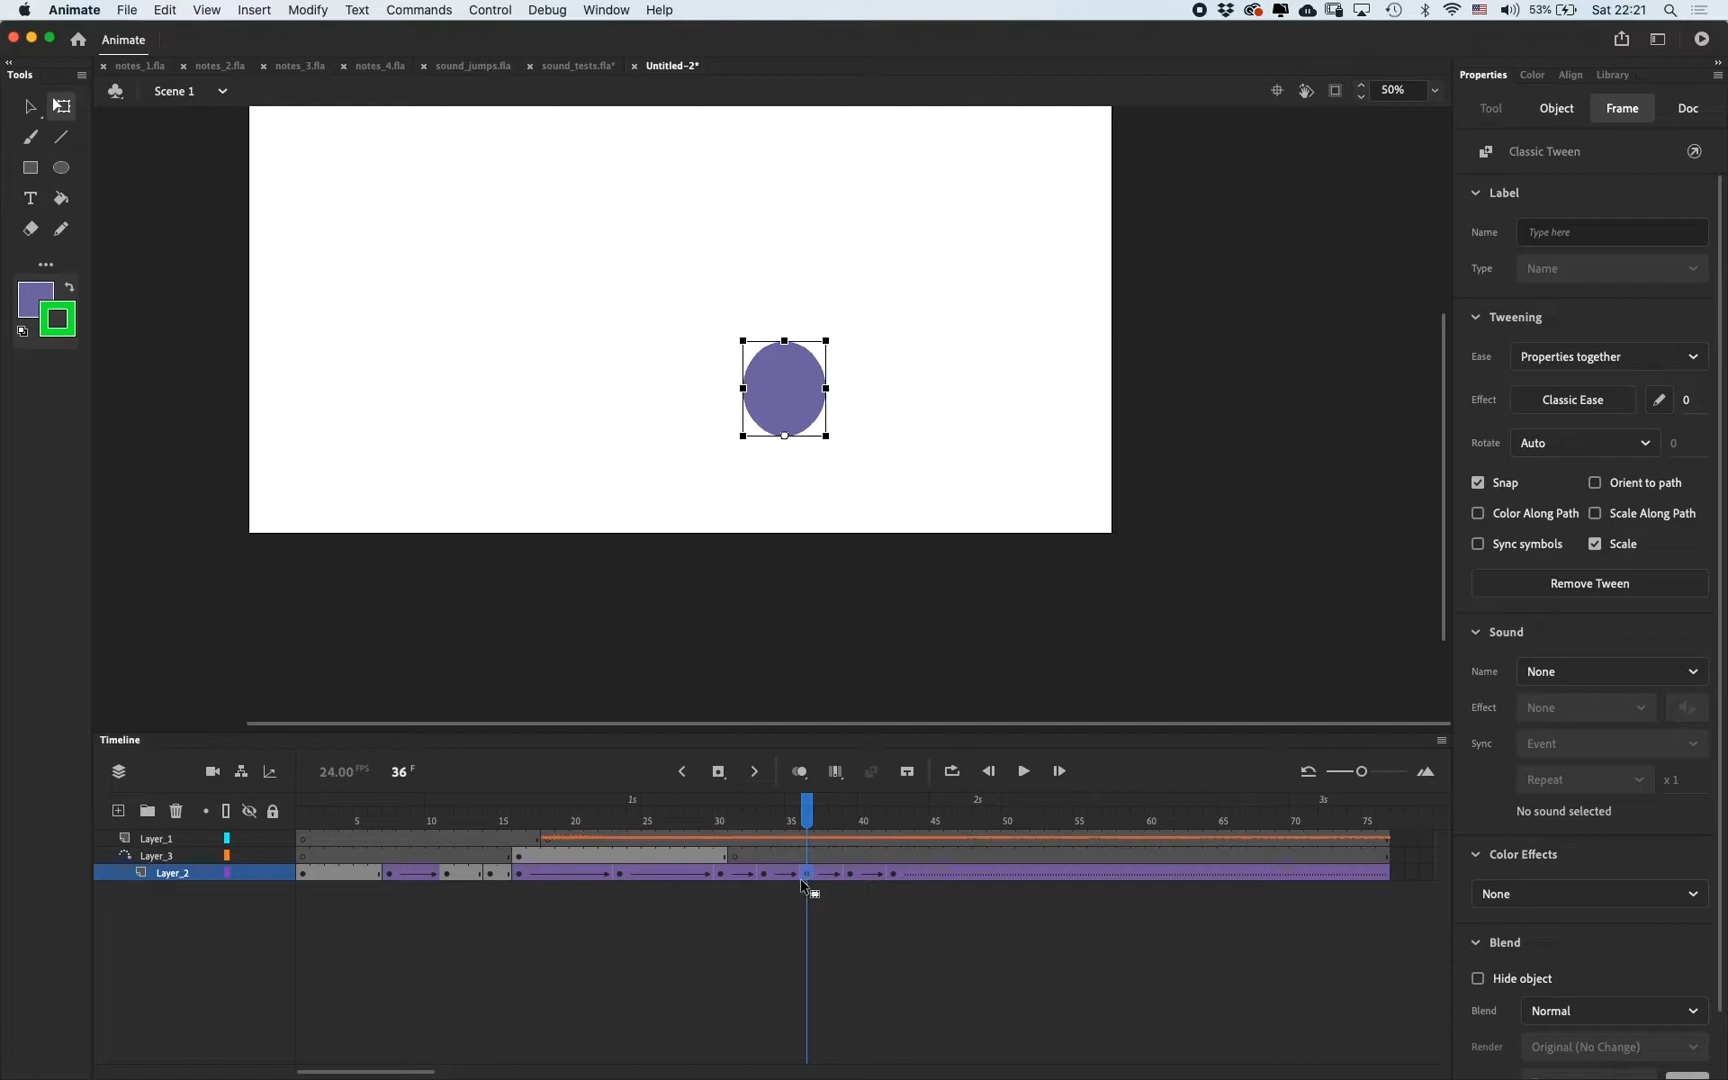 Animate File Edit View Insert Modify Text Commands Control Debug Window Help 53% Sat 22:21
Animate
notes_1.fla notes_2.fla notes_3.fla notes_4.fla sound_jumps.fla sound_tests.fla* Untitled-2*
Tools
Scene 1 50%
Properties Color Align Library
Tool Object Frame Doc
Classic Tween
Label
Name Type here
Type Name
Tweening
Ease Properties together
Effect Classic Ease 0
Rotate Auto 0
Snap Orient to path
Color Along Path Scale Along Path
Sync symbols Scale
Remove Tween
Sound
Name None
Effect None
Sync Event
Repeat x 1
No sound selected
Color Effects
None
Blend
Hide object
Blend Normal
Render Original (No Change)
Timeline
24.00 FPS 36 F
1s 2s 3s
5 10 15 20 25 30 35 40 45 50 55 60 65 70 75
Layer_1
Layer_3
Layer_2
T